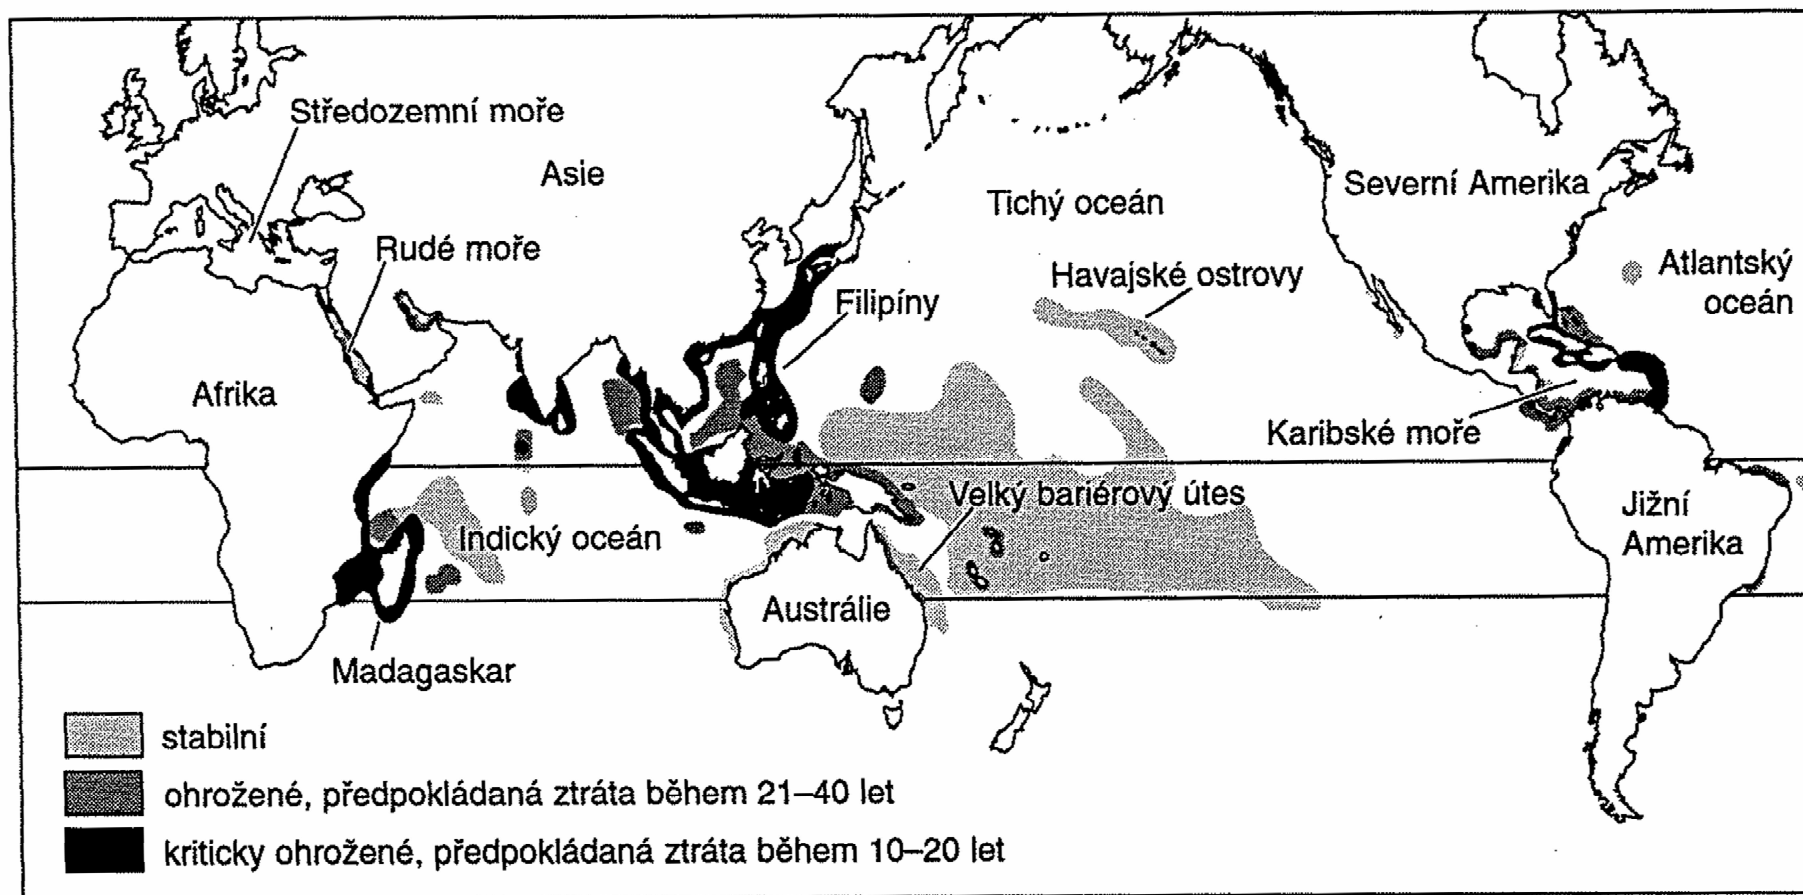 Středozemní moře
Asie
Tichý oceán
Severní Amerika
Rudé moře
Havajské ostrovy
Atlantský
oceán
Filipíny
Afrika
Karibské moře
Velký bariérový útes
Jižní
Amerika
Indický oceán
Austrálie
Madagaskar
stabilní
ohrožené, předpokládaná ztráta během 21–40 let
kriticky ohrožené, předpokládaná ztráta během 10–20 let